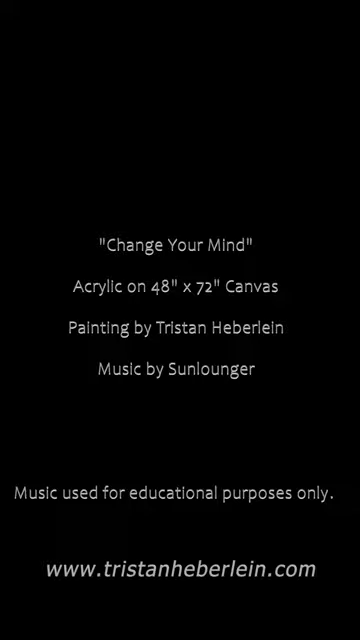 "Change Your Mind"
Acrylic on 48" x 72" Canvas
Painting by Tristan Heberlein
Music by Sunlounger
Music used for educational purposes only.
www.tristanheberlein.com